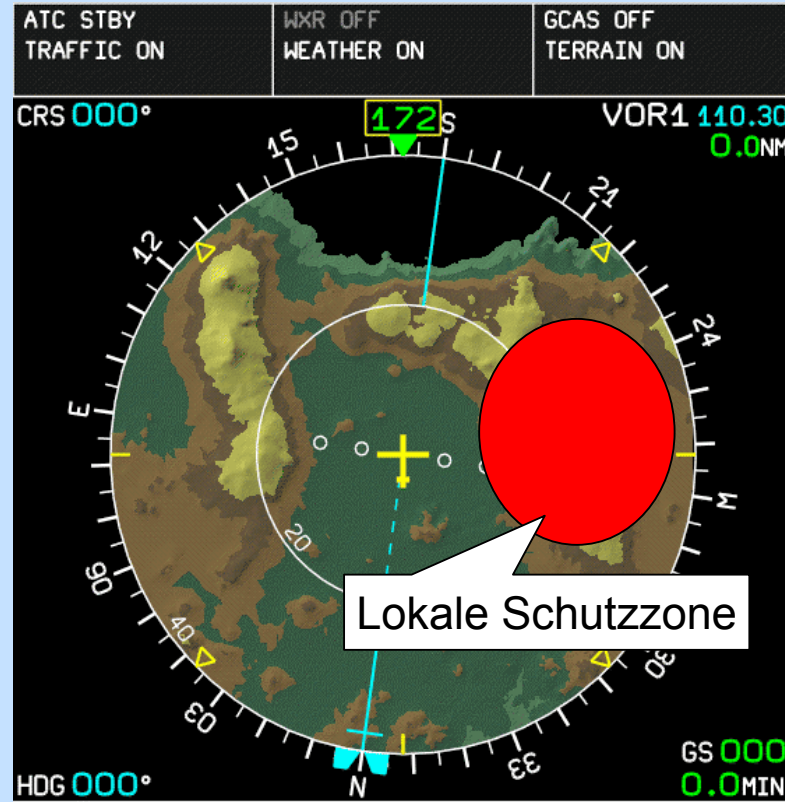 ATC STBY
TRAFFIC ON
WXR OFF
WEATHER ON
GCAS OFF
TERRAIN ON
CRS 000°
172
VOR1 110.30
0.0NM
S
15
21
12
24
E
W
20
06
40
30
03
33
N
Lokale Schutzzone
HDG 000°
GS 000
0.0MIN